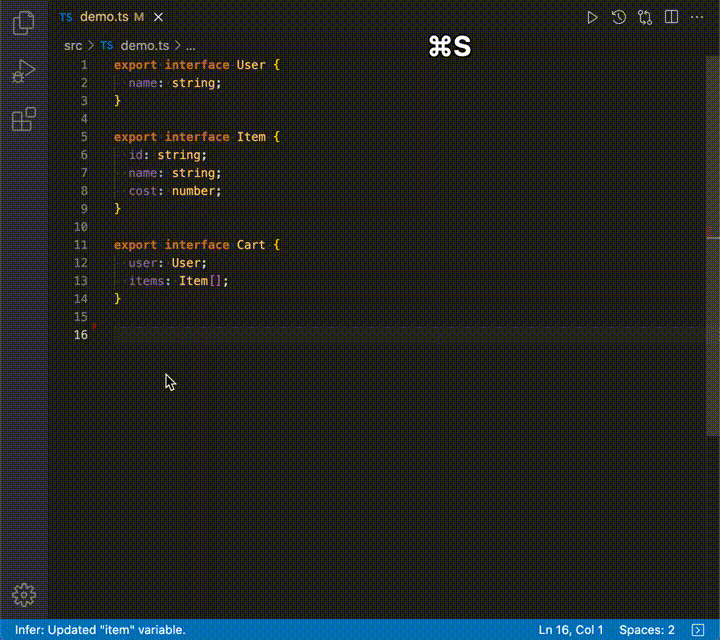 TS demo.ts M
⌘S
src > TS demo.ts > ...
1 export interface User {
2 name: string;
3 }
4
5 export interface Item {
6 id: string;
7 name: string;
8 cost: number;
9 }
10
11 export interface Cart {
12 user: User;
13 items: Item[];
14 }
15
16
Infer: Updated "item" variable. Ln 16, Col 1 Spaces: 2